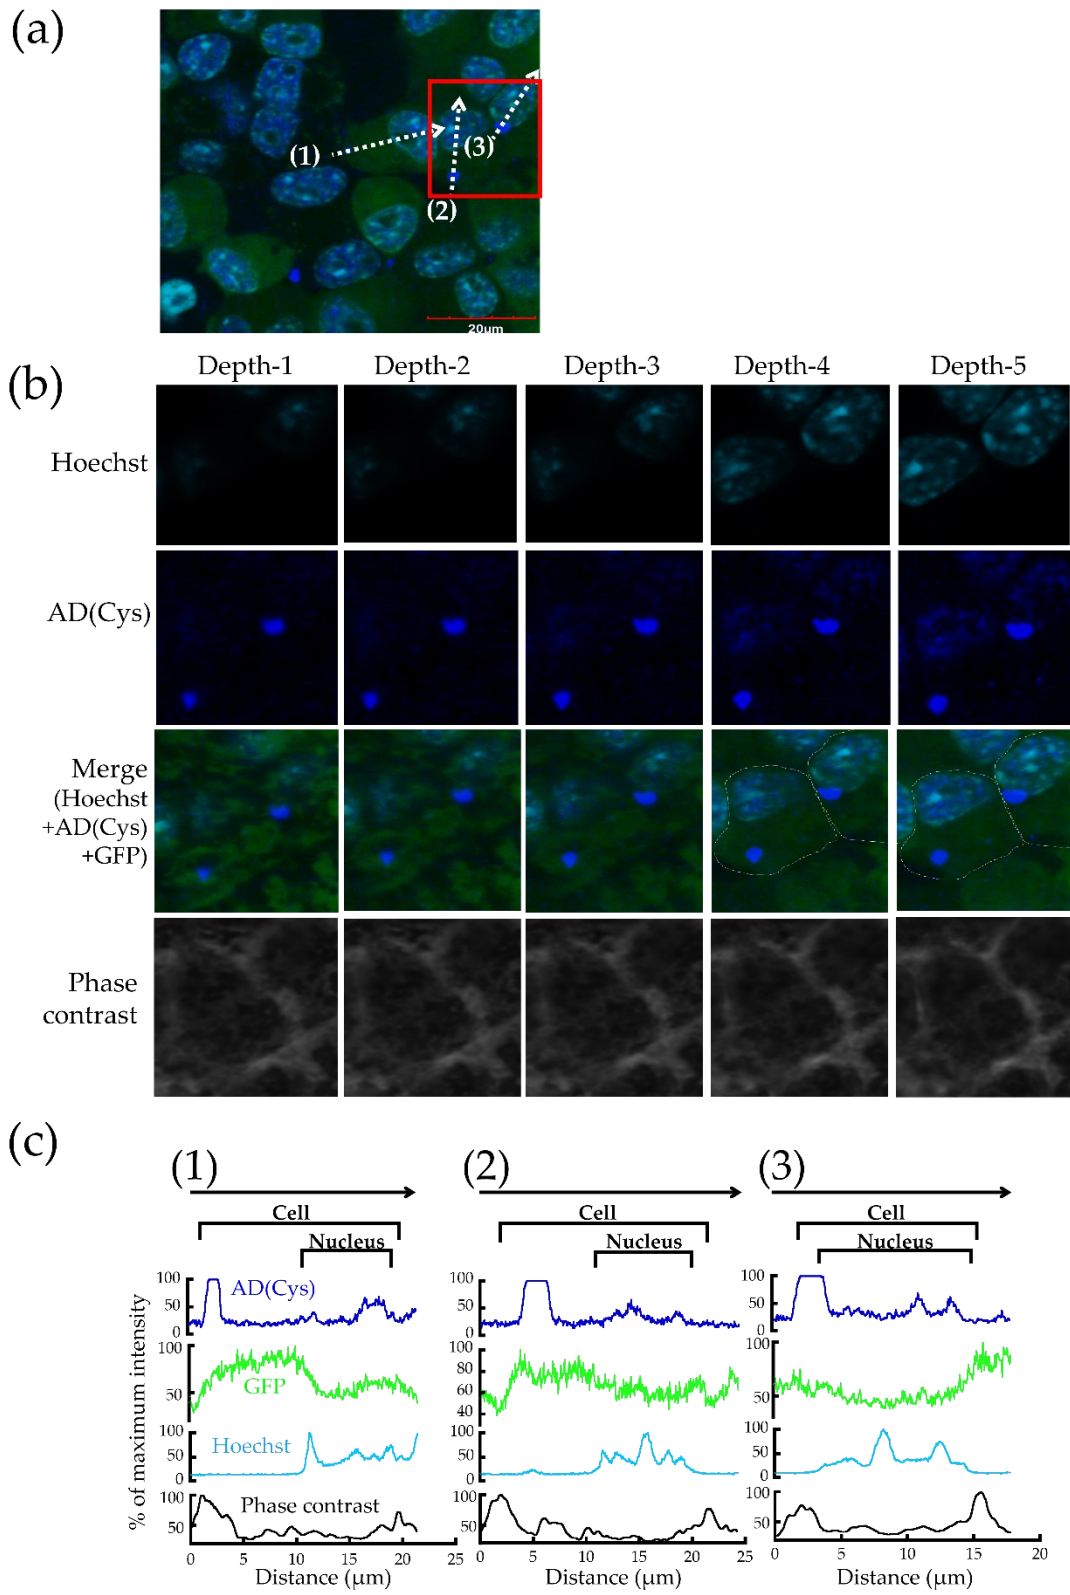 (a)
(1)
(2)
(3)
20um
(b)
Depth-1 Depth-2 Depth-3 Depth-4 Depth-5
Hoechst
AD(Cys)
Merge
(Hoechst
+AD(Cys)
+GFP)
Phase
contrast
(c)
(1) (2) (3)
Cell Cell Cell
Nucleus Nucleus Nucleus
% of maximum intensity
100 50 0 AD(Cys) 100 50 0 100 50 0
100 50 GFP 100 80 60 40 100 50
100 50 0 Hoechst 100 50 0 100 50 0
100 50 Phase contrast 100 50 100 50
0 5 10 15 20 25 0 5 10 15 20 25 0 5 10 15 20
Distance (μm) Distance (μm) Distance (μm)